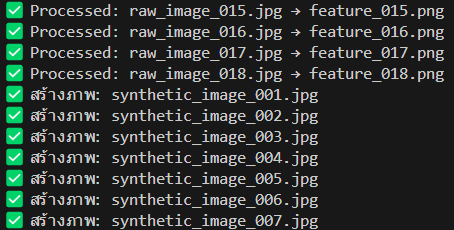 ✅ Processed: raw_image_015.jpg → feature_015.png
✅ Processed: raw_image_016.jpg → feature_016.png
✅ Processed: raw_image_017.jpg → feature_017.png
✅ Processed: raw_image_018.jpg → feature_018.png
✅ สร้างภาพ: synthetic_image_001.jpg
✅ สร้างภาพ: synthetic_image_002.jpg
✅ สร้างภาพ: synthetic_image_003.jpg
✅ สร้างภาพ: synthetic_image_004.jpg
✅ สร้างภาพ: synthetic_image_005.jpg
✅ สร้างภาพ: synthetic_image_006.jpg
✅ สร้างภาพ: synthetic_image_007.jpg